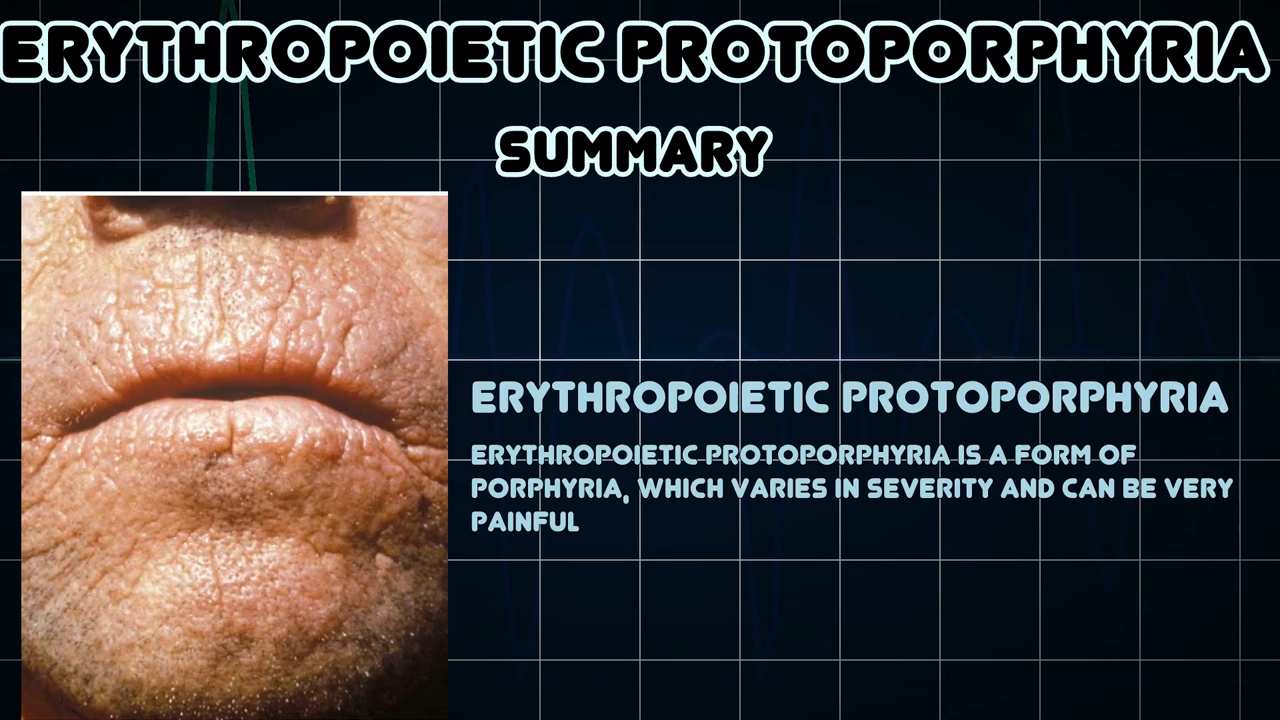 ERYTHROPOIETIC PROTOPORPHYRIA
SUMMARY
ERYTHROPOIETIC PROTOPORPHYRIA
ERYTHROPOIETIC PROTOPORPHYRIA IS A FORM OF
PORPHYRIA, WHICH VARIES IN SEVERITY AND CAN BE VERY
PAINFUL